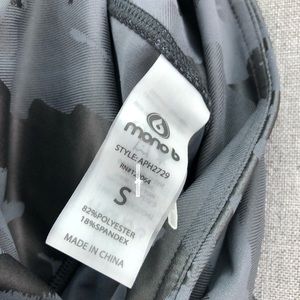 mono b
STYLE: APH2729
S
82%POLYESTER
18%SPANDEX
MADE IN CHINA